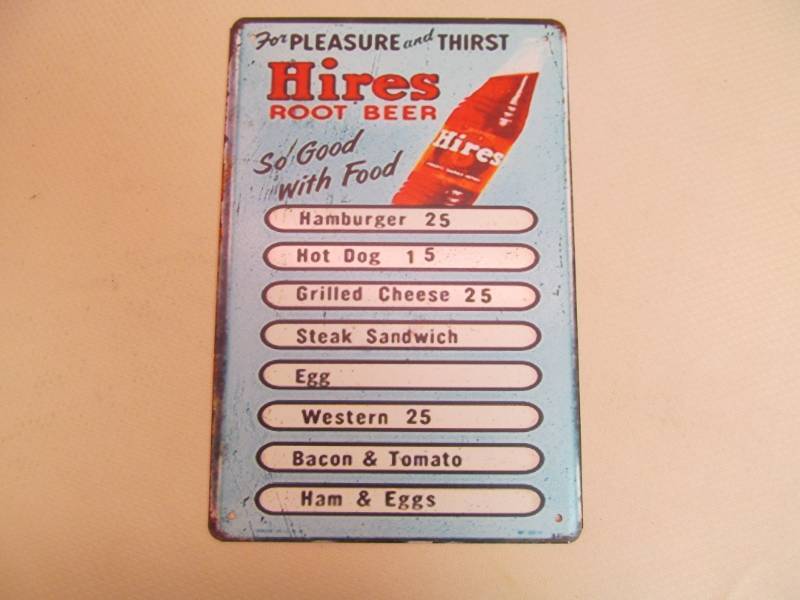 For PLEASURE and THIRST
Hires
ROOT BEER
So Good
with Food
Hires
Hamburger 25
Hot Dog 15
Grilled Cheese 25
Steak Sandwich
Egg
Western 25
Bacon & Tomato
Ham & Eggs